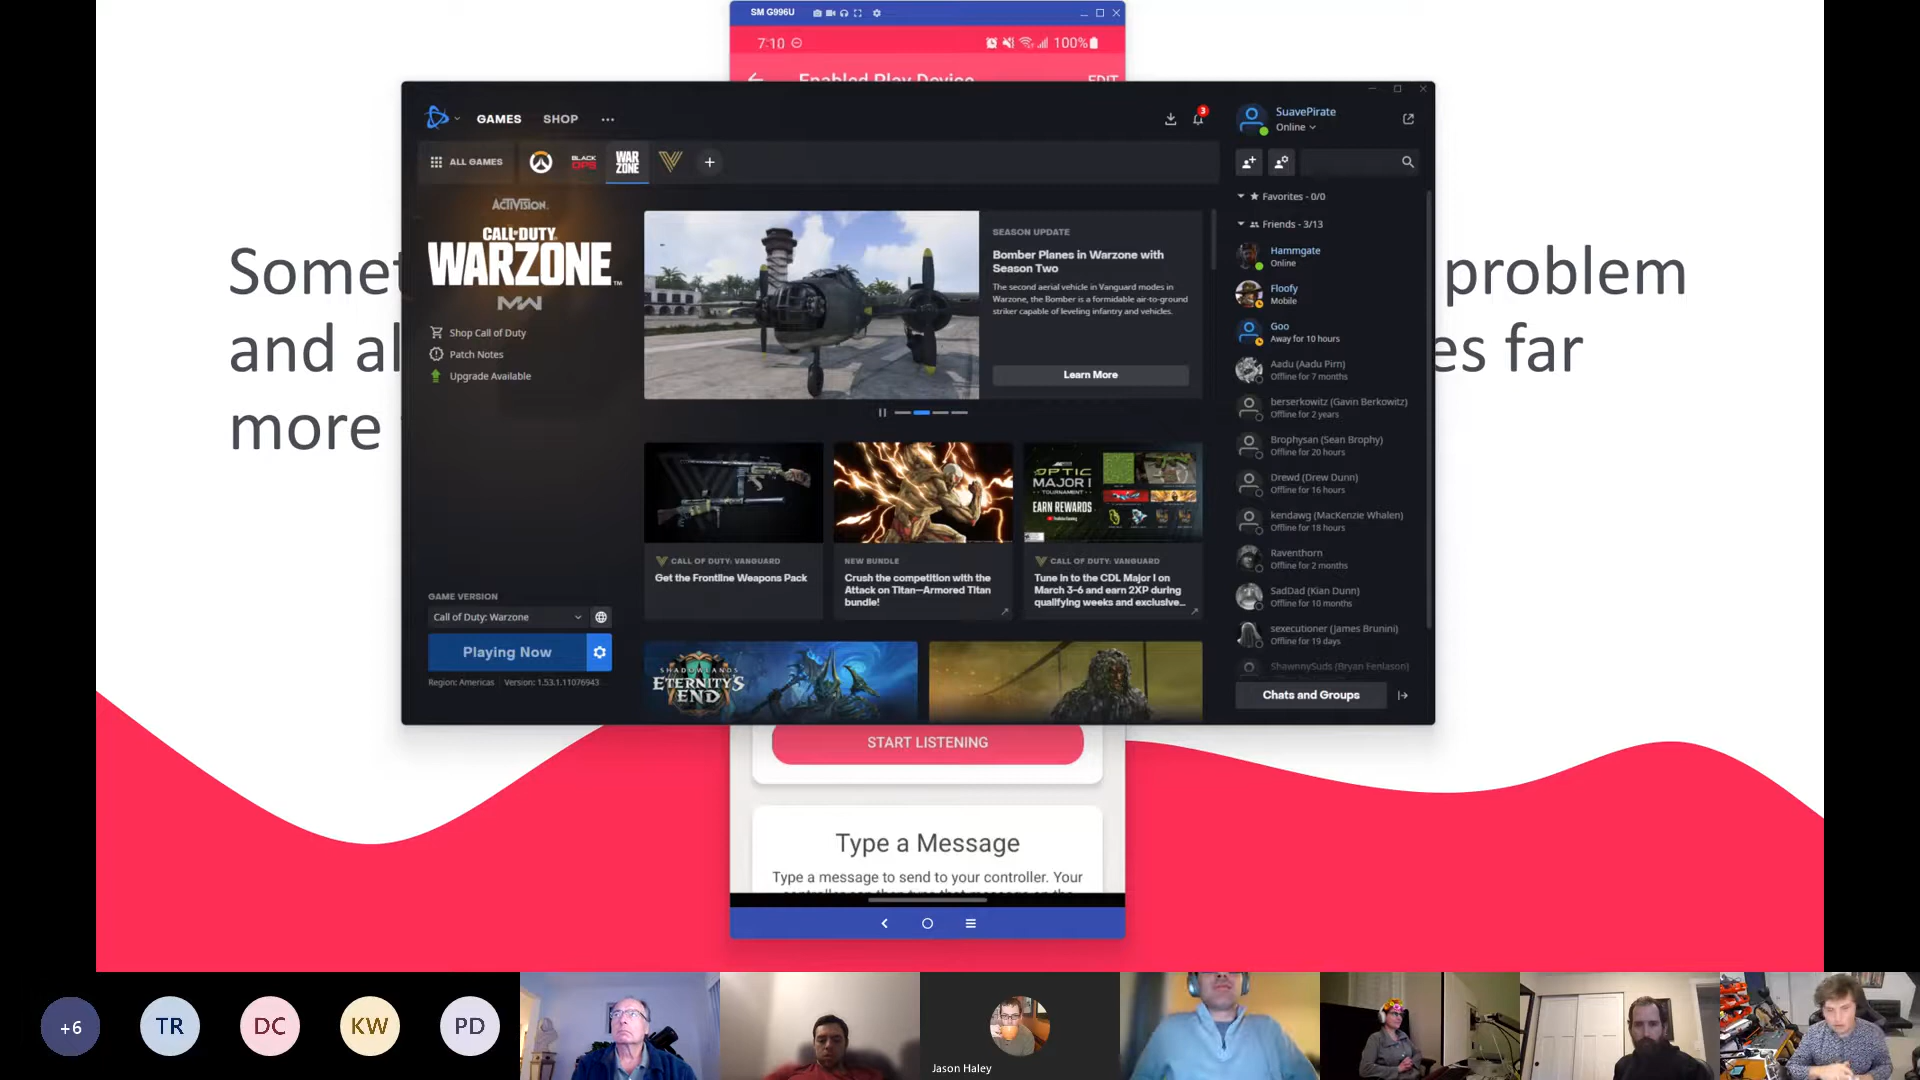 SM G996U
7:10
100%
Enabled Play Device
EDIT
GAMES
SHOP
3
SuavePirate
Online
ALL GAMES
BLACK OPS
WAR ZONE
Favorites - 0/0
Friends - 3/13
Hammgate
Online
Floofy
Mobile
Goo
Away for 10 hours
Aadu (Aadu Pirn)
Offline for 7 months
berserkowitz (Gavin Berkowitz)
Offline for 2 years
Brophysan (Sean Brophy)
Offline for 20 hours
Drewd (Drew Dunn)
Offline for 16 hours
kendawg (MacKenzie Whalen)
Offline for 18 hours
Raventhorn
Offline for 2 months
SadDad (Kian Dunn)
Offline for 10 months
sexecutioner (James Brunini)
Offline for 19 days
ShawnnySuds (Bryan Fenlason)
Chats and Groups
ACTIVISION.
CALL OF DUTY
WARZONE™
MW
Shop Call of Duty
Patch Notes
Upgrade Available
SEASON UPDATE
Bomber Planes in Warzone with
Season Two
The second aerial vehicle in Vanguard modes in
Warzone, the Bomber is a formidable air-to-ground
striker capable of leveling infantry and vehicles.
Learn More
CALL OF DUTY: VANGUARD
Get the Frontline Weapons Pack
NEW BUNDLE
Crush the competition with the
Attack on Titan—Armored Titan
bundle!
OPTIC
MAJOR I
TOURNAMENT
EARN REWARDS
CALL OF DUTY: VANGUARD
Tune in to the CDL Major I on
March 3-6 and earn 2XP during
qualifying weeks and exclusive...
GAME VERSION
Call of Duty: Warzone
Playing Now
Region: Americas
Version: 1.53.1.11076943
SHADOWLANDS
ETERNITY'S
END
Somet
problem
and al
es far
more
START LISTENING
Type a Message
Type a message to send to your controller. Your
+6
TR
DC
KW
PD
Jason Haley